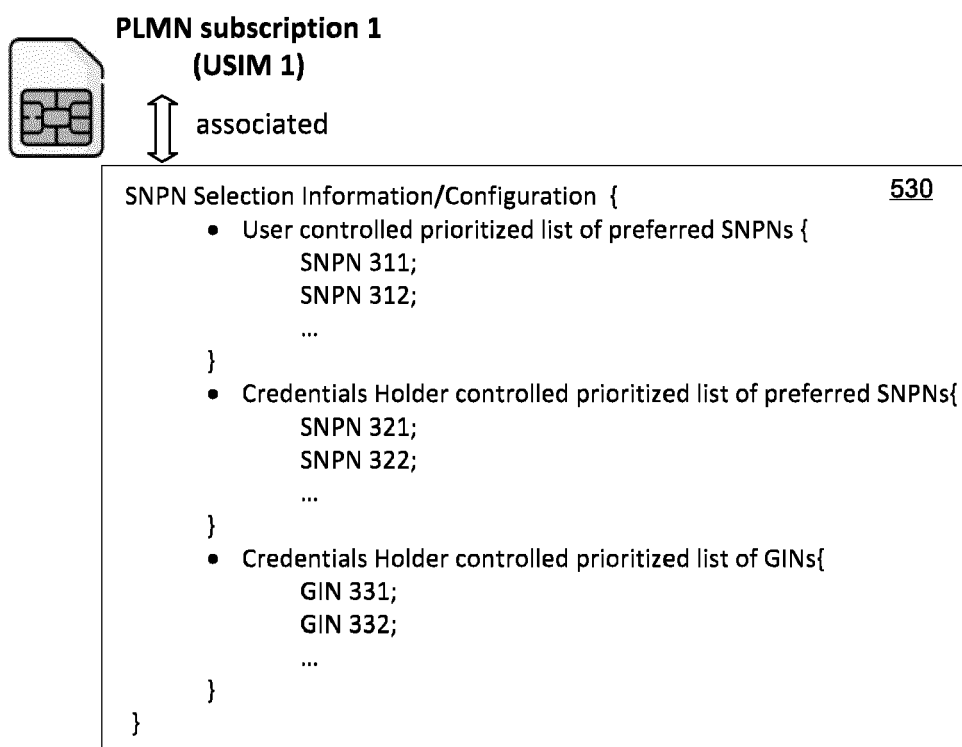 PLMN subscription 1
(USIM 1)
associated
SNPN Selection Information/Configuration {
530
• User controlled prioritized list of preferred SNPNs {
SNPN 311;
SNPN 312;
...
}
• Credentials Holder controlled prioritized list of preferred SNPNs{
SNPN 321;
SNPN 322;
...
}
• Credentials Holder controlled prioritized list of GINs{
GIN 331;
GIN 332;
...
}
}